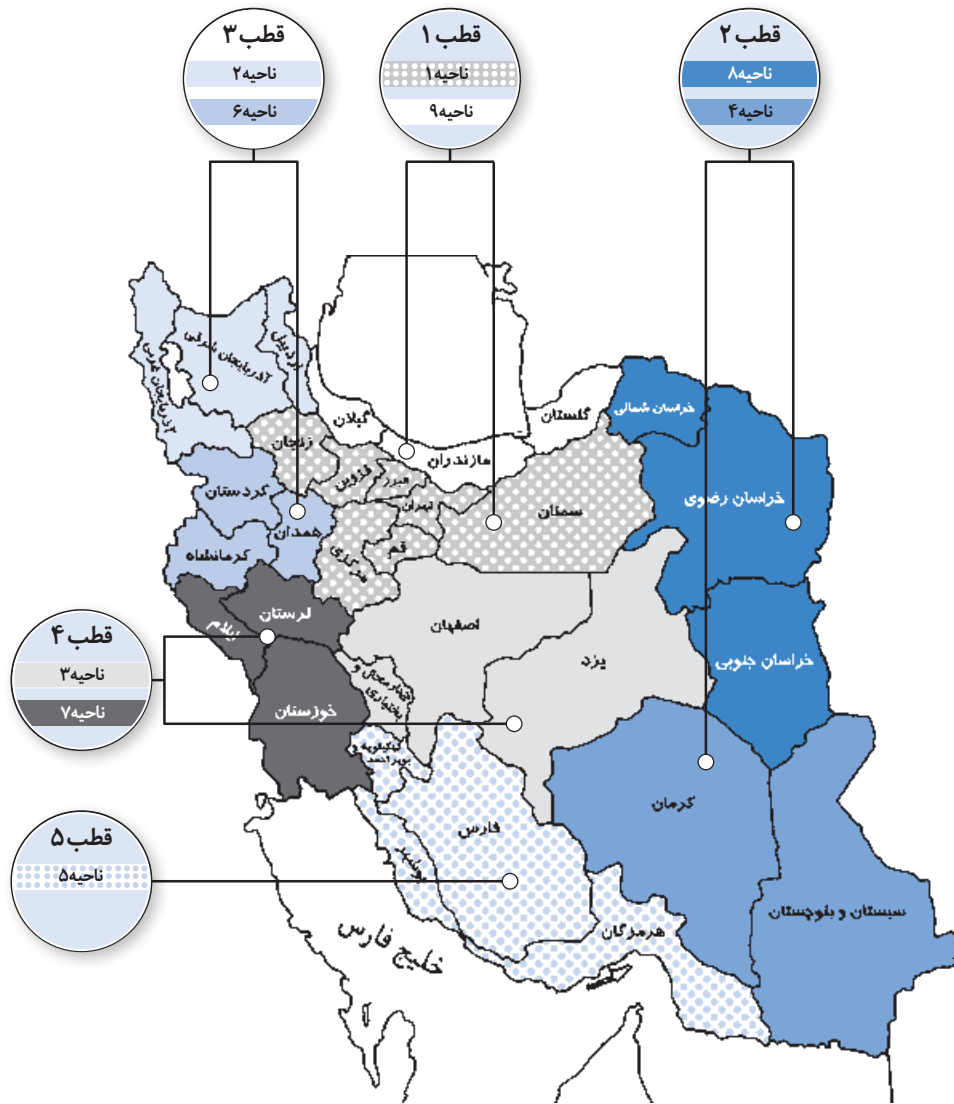 قطب ۳
ناحیه۲
ناحیه۶
قطب ۱
ناحیه۱
ناحیه۹
قطب ۲
ناحیه۸
ناحیه۴
آذربایجان غربی
آذربایجان شرقی
اردبیل
گیلان
گلستان
خراسان شمالی
زنجان
قزوین
البرز
مازندران
تهران
سمنان
خراسان رضوی
کردستان
همدان
مرکزی
قم
کرمانشاه
لرستان
ایلام
اصفهان
یزد
خراسان جنوبی
قطب ۴
ناحیه۳
ناحیه۷
خوزستان
چهارمحال و
بختیاری
کهکیلویه و
بویراحمد
کرمان
قطب ۵
ناحیه۵
فارس
بوشهر
سیستان و بلوچستان
هرمزگان
خلیج فارس